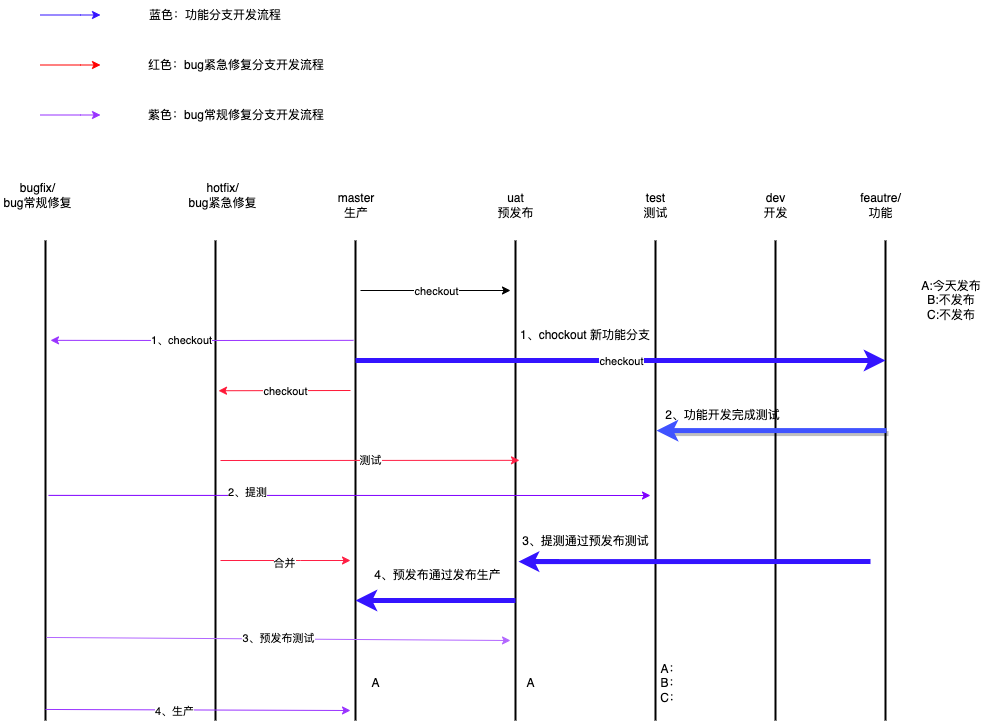 蓝色：功能分支开发流程
红色：bug紧急修复分支开发流程
紫色：bug常规修复分支开发流程
bugfix/
bug常规修复
hotfix/
bug紧急修复
master
生产
uat
预发布
test
测试
dev
开发
feautre/
功能
A:今天发布
B:不发布
C:不发布
checkout
1、checkout
1、chockout 新功能分支
checkout
checkout
2、功能开发完成测试
测试
2、提测
3、提测通过预发布测试
合并
4、预发布通过发布生产
3、预发布测试
A
A
A：
B：
C：
4、生产